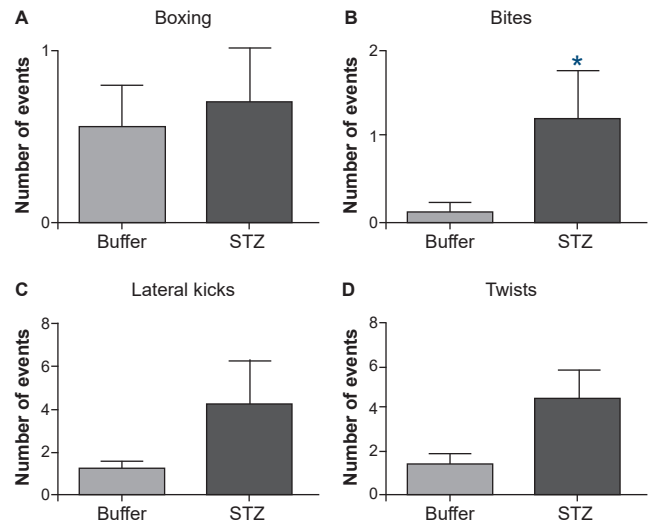 A Boxing
Number of events
1
0
Buffer STZ
B Bites
Number of events
2
1
0
*
Buffer STZ
C Lateral kicks
Number of events
8
6
4
2
0
Buffer STZ
D Twists
Number of events
8
6
4
2
0
Buffer STZ